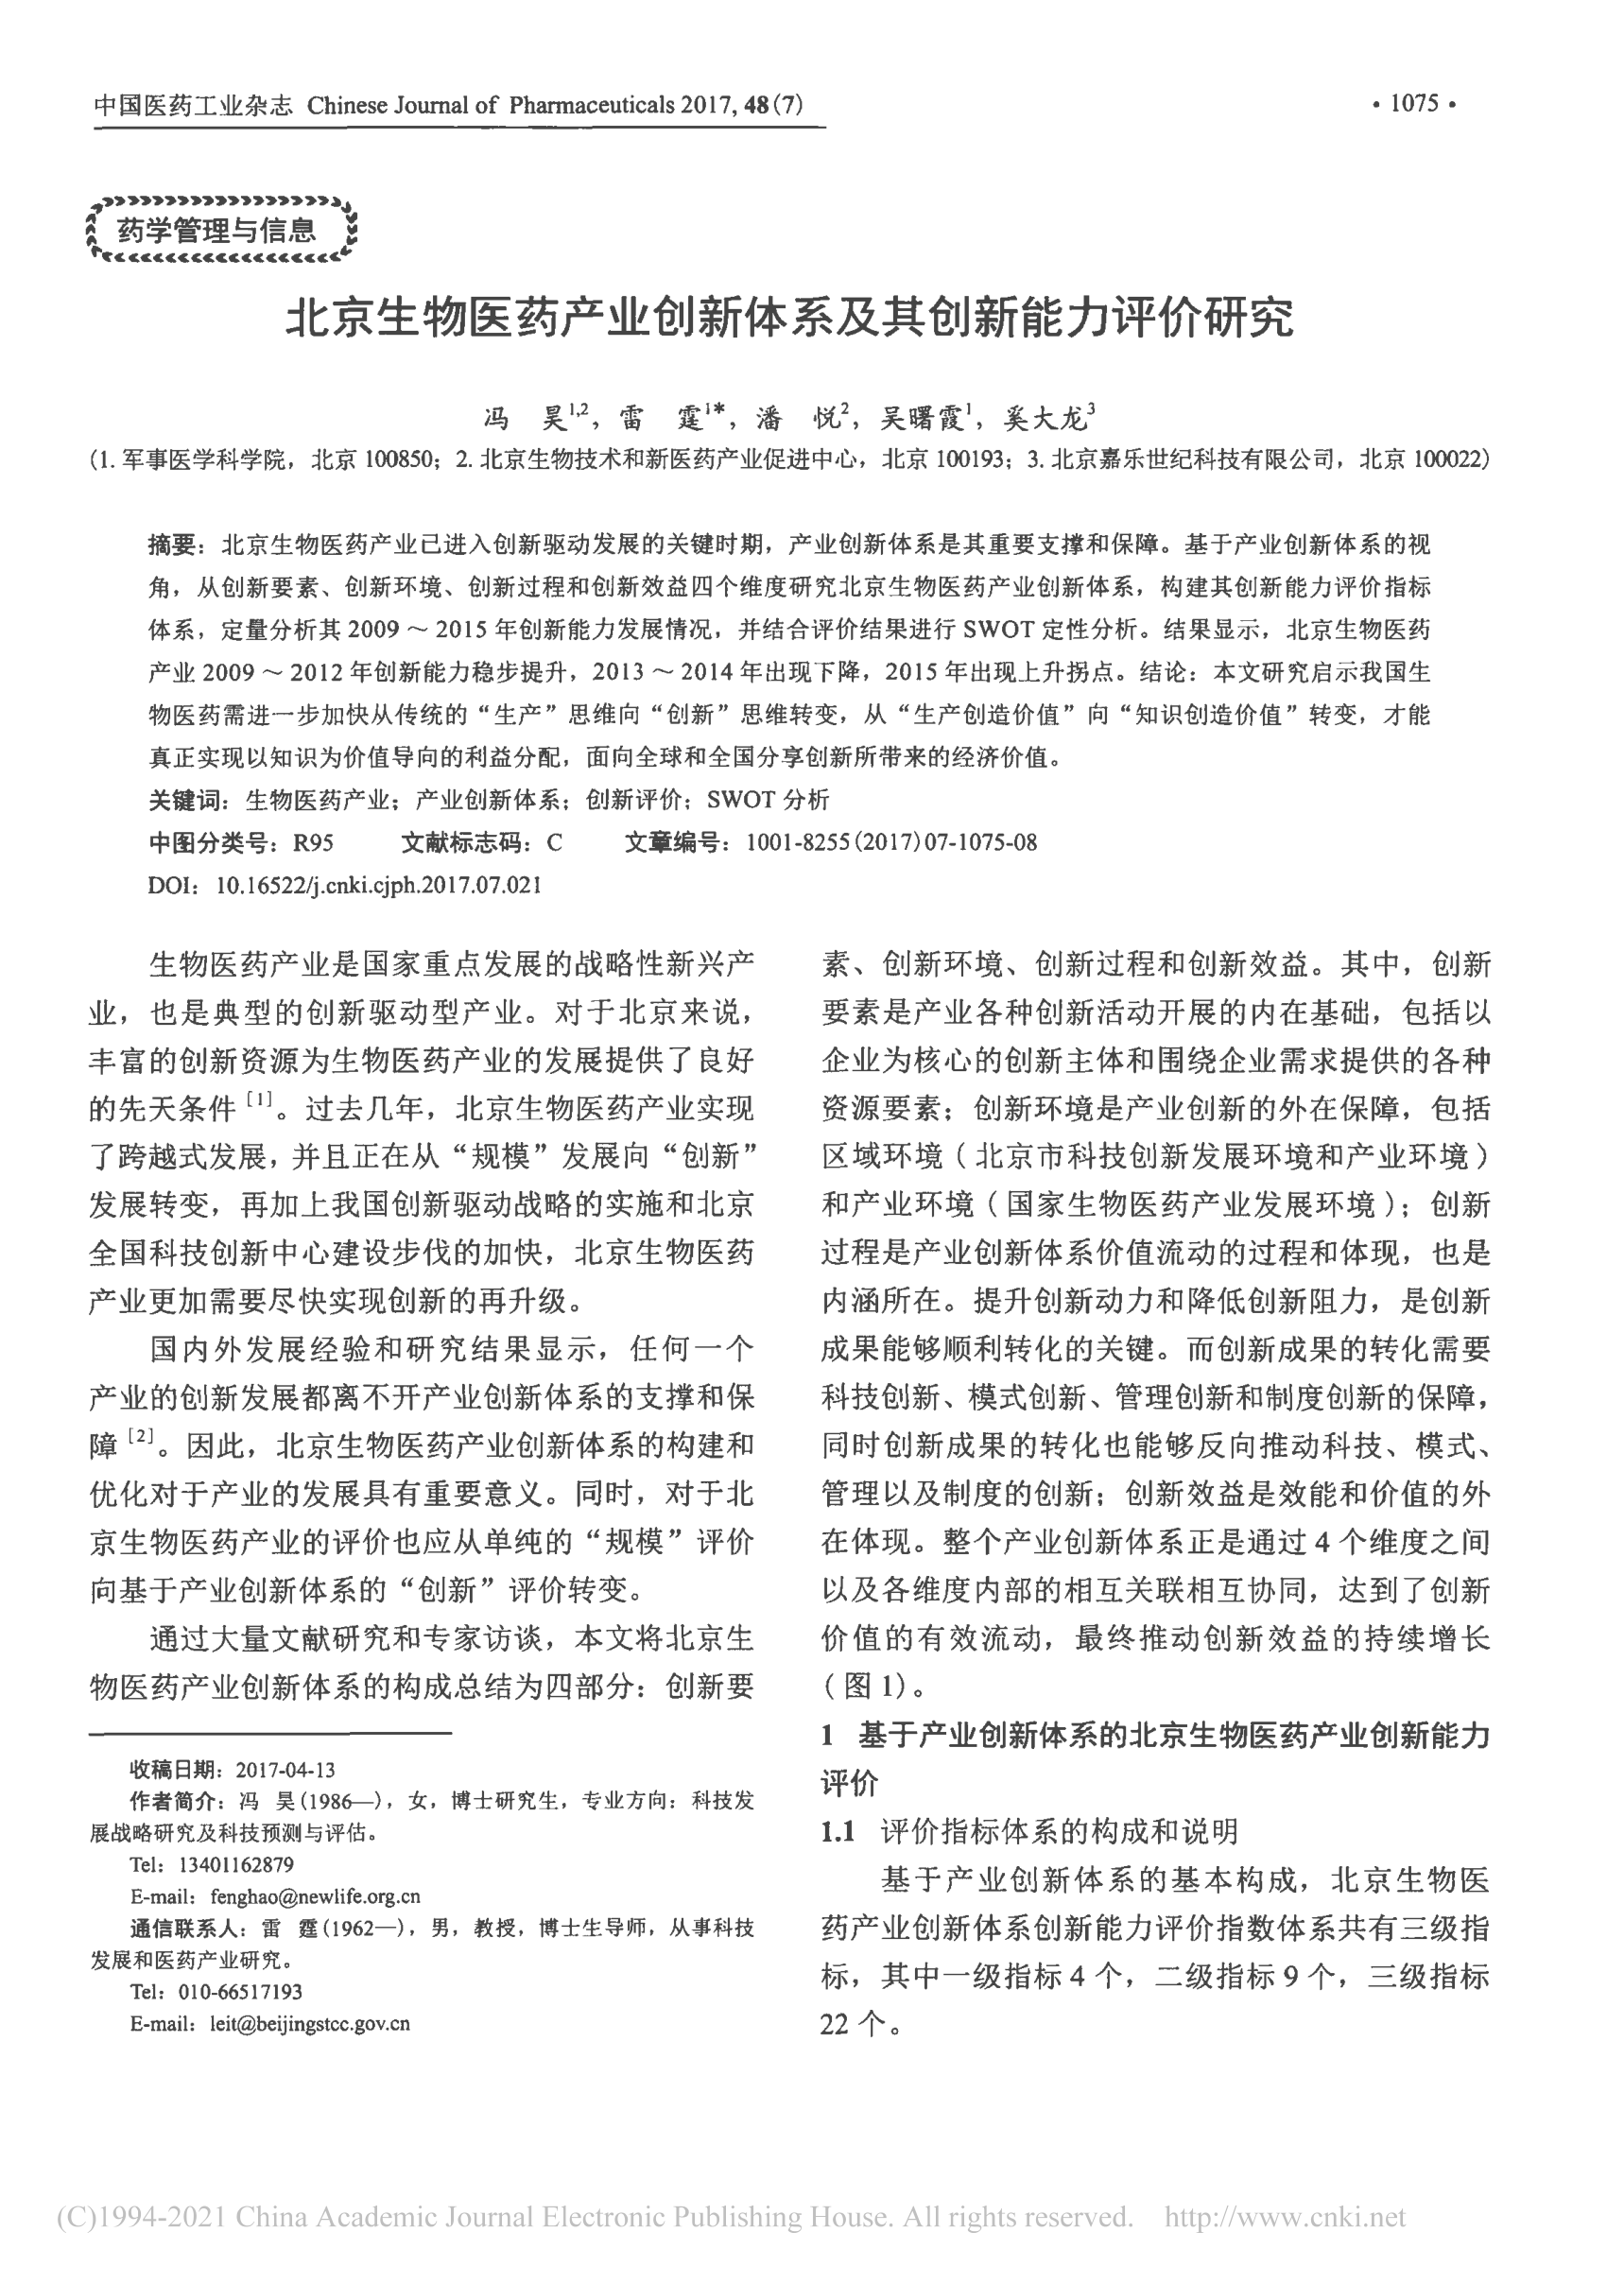 中国医药工业杂志 Chinese Journal of Pharmaceuticals 2017, 48(7)
• 1075 •
药学管理与信息
北京生物医药产业创新体系及其创新能力评价研究
冯 昊1,2，雷 霆1*，潘 悦2，吴曙霞1，奚大龙3
(1. 军事医学科学院，北京 100850；2. 北京生物技术和新医药产业促进中心，北京 100193；3. 北京嘉乐世纪科技有限公司，北京 100022)
摘要：北京生物医药产业已进入创新驱动发展的关键时期，产业创新体系是其重要支撑和保障。基于产业创新体系的视
角，从创新要素、创新环境、创新过程和创新效益四个维度研究北京生物医药产业创新体系，构建其创新能力评价指标
体系，定量分析其 2009 ～ 2015 年创新能力发展情况，并结合评价结果进行 SWOT 定性分析。结果显示，北京生物医药
产业 2009 ～ 2012 年创新能力稳步提升，2013 ～ 2014 年出现下降，2015 年出现上升拐点。结论：本文研究启示我国生
物医药需进一步加快从传统的“生产”思维向“创新”思维转变，从“生产创造价值”向“知识创造价值”转变，才能
真正实现以知识为价值导向的利益分配，面向全球和全国分享创新所带来的经济价值。
关键词：生物医药产业；产业创新体系；创新评价；SWOT 分析
中图分类号：R95 文献标志码：C 文章编号：1001-8255(2017)07-1075-08
DOI：10.16522/j.cnki.cjph.2017.07.021
生物医药产业是国家重点发展的战略性新兴产
业，也是典型的创新驱动型产业。对于北京来说，
丰富的创新资源为生物医药产业的发展提供了良好
的先天条件 [1]。过去几年，北京生物医药产业实现
了跨越式发展，并且正在从“规模”发展向“创新”
发展转变，再加上我国创新驱动战略的实施和北京
全国科技创新中心建设步伐的加快，北京生物医药
产业更加需要尽快实现创新的再升级。
国内外发展经验和研究结果显示，任何一个
产业的创新发展都离不开产业创新体系的支撑和保
障 [2]。因此，北京生物医药产业创新体系的构建和
优化对于产业的发展具有重要意义。同时，对于北
京生物医药产业的评价也应从单纯的“规模”评价
向基于产业创新体系的“创新”评价转变。
通过大量文献研究和专家访谈，本文将北京生
物医药产业创新体系的构成总结为四部分：创新要
收稿日期：2017-04-13
作者简介：冯 昊(1986—)，女，博士研究生，专业方向：科技发
展战略研究及科技预测与评估。
Tel：13401162879
E-mail：fenghao@newlife.org.cn
通信联系人：雷 霆(1962—)，男，教授，博士生导师，从事科技
发展和医药产业研究。
Tel：010-66517193
E-mail：leit@beijingstcc.gov.cn
素、创新环境、创新过程和创新效益。其中，创新
要素是产业各种创新活动开展的内在基础，包括以
企业为核心的创新主体和围绕企业需求提供的各种
资源要素；创新环境是产业创新的外在保障，包括
区域环境（北京市科技创新发展环境和产业环境）
和产业环境（国家生物医药产业发展环境）；创新
过程是产业创新体系价值流动的过程和体现，也是
内涵所在。提升创新动力和降低创新阻力，是创新
成果能够顺利转化的关键。而创新成果的转化需要
科技创新、模式创新、管理创新和制度创新的保障，
同时创新成果的转化也能够反向推动科技、模式、
管理以及制度的创新；创新效益是效能和价值的外
在体现。整个产业创新体系正是通过 4 个维度之间
以及各维度内部的相互关联相互协同，达到了创新
价值的有效流动，最终推动创新效益的持续增长
（图 1）。
1 基于产业创新体系的北京生物医药产业创新能力
评价
1.1 评价指标体系的构成和说明
基于产业创新体系的基本构成，北京生物医
药产业创新体系创新能力评价指数体系共有三级指
标，其中一级指标 4 个，二级指标 9 个，三级指标
22 个。
(C)1994-2021 China Academic Journal Electronic Publishing House. All rights reserved. http://www.cnki.net